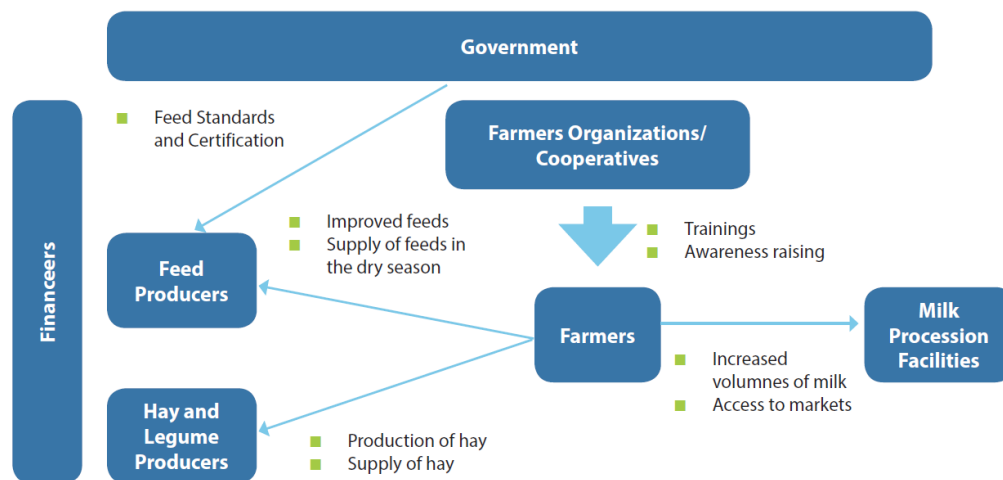 Government
Financeers
Feed Standards
and Certification
Farmers Organizations/
Cooperatives
Improved feeds
Supply of feeds in
the dry season
Trainings
Awareness raising
Feed
Producers
Farmers
Milk
Procession
Facilities
Increased
volumnes of milk
Access to markets
Hay and
Legume
Producers
Production of hay
Supply of hay